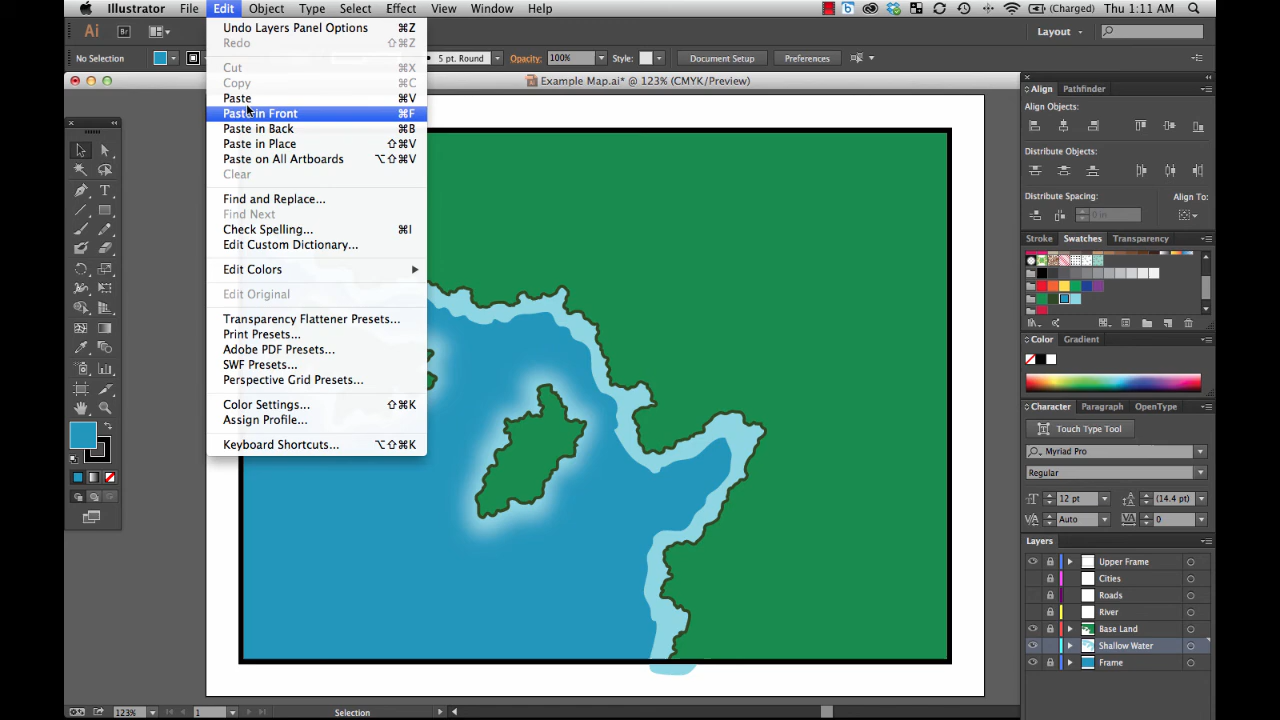 Illustrator File Edit Object Type Select Effect View Window Help (Charged) Thu 1:11 AM
Ai Br Layout
No Selection 5 pt. Round Opacity: 100% Style: Document Setup Preferences
Example Map.ai* @ 123% (CMYK/Preview)
Undo Layers Panel Options ⌘Z
Redo ⇧⌘Z
Cut ⌘X
Copy ⌘C
Paste ⌘V
Paste in Front ⌘F
Paste in Back ⌘B
Paste in Place ⇧⌘V
Paste on All Artboards ⌥⇧⌘V
Clear
Find and Replace...
Find Next
Check Spelling... ⌘I
Edit Custom Dictionary...
Edit Colors
Edit Original
Transparency Flattener Presets...
Print Presets...
Adobe PDF Presets...
SWF Presets...
Perspective Grid Presets...
Color Settings... ⇧⌘K
Assign Profile...
Keyboard Shortcuts... ⌥⇧⌘K
Align Pathfinder
Align Objects:
Distribute Objects:
Distribute Spacing: Align To:
0 in
Stroke Swatches Transparency
Color Gradient
Character Paragraph OpenType
Touch Type Tool
Myriad Pro
Regular
12 pt (14.4 pt)
Auto 0
Layers
Upper Frame
Cities
Roads
River
Base Land
Shallow Water
Frame
123% 1 Selection